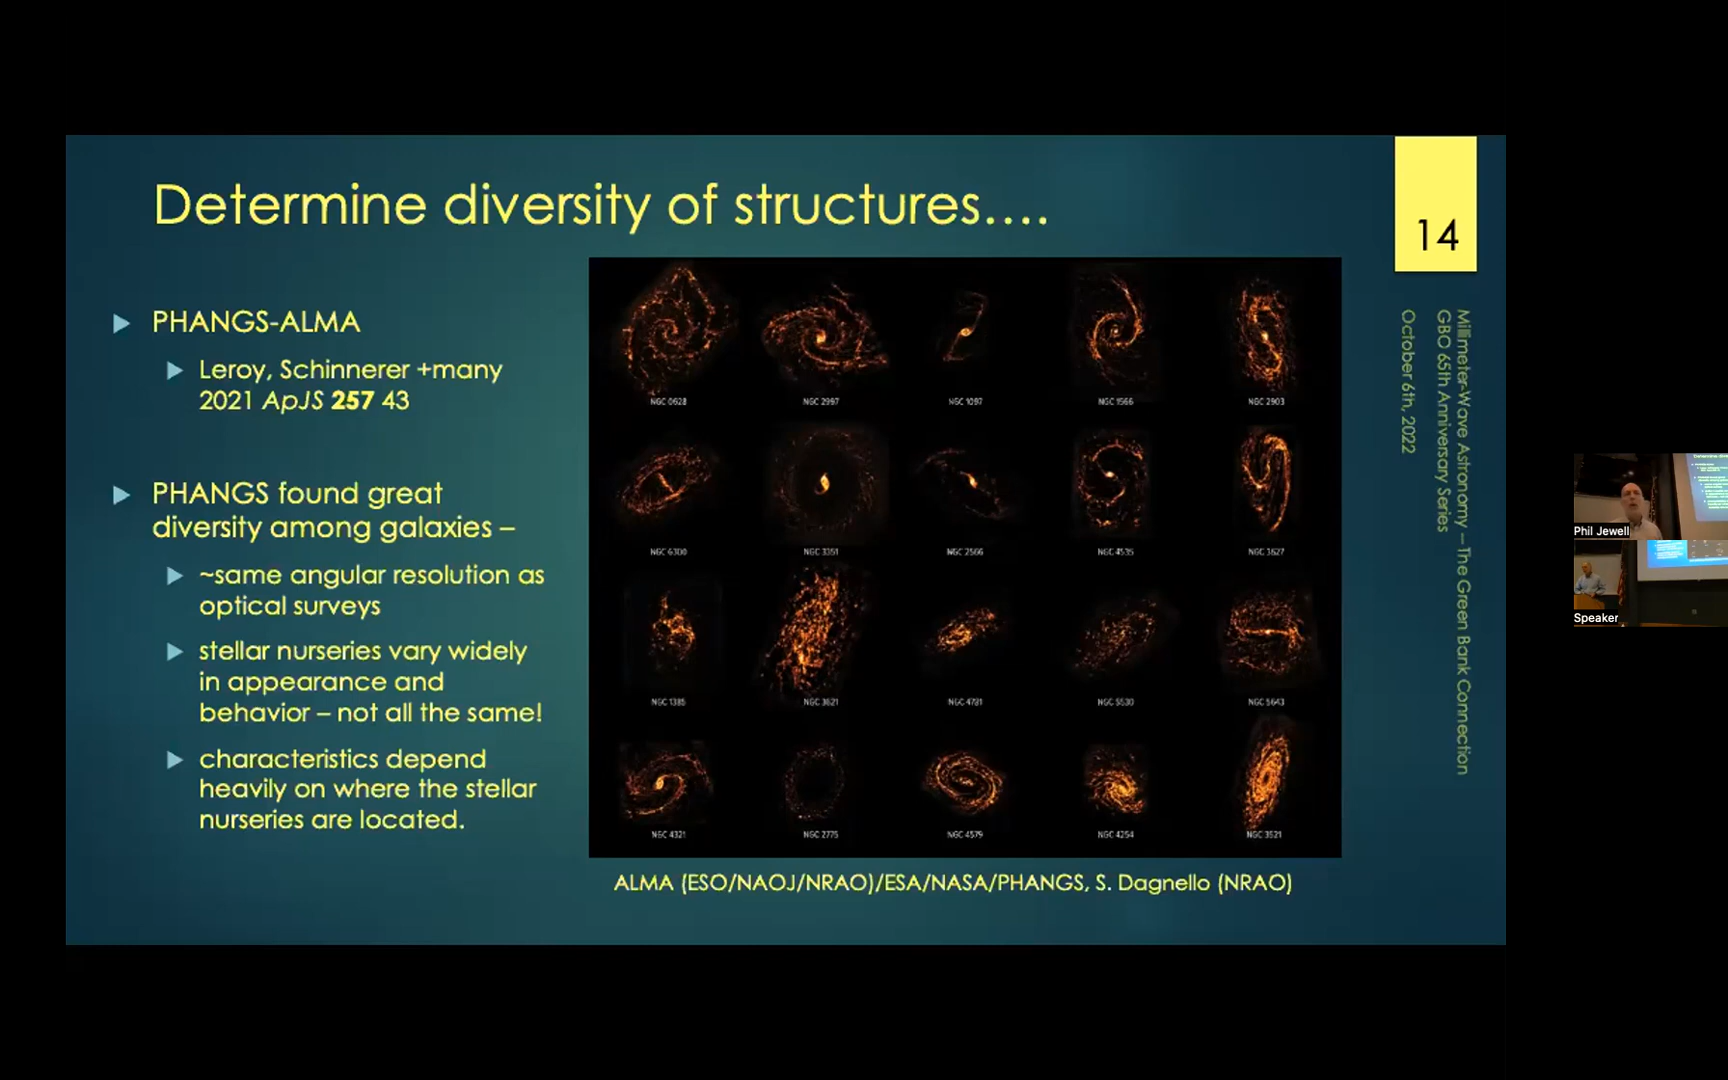 Determine diversity of structures....
14
PHANGS-ALMA
Leroy, Schinnerer +many
2021 ApJS 257 43
PHANGS found great
diversity among galaxies –
~same angular resolution as
optical surveys
stellar nurseries vary widely
in appearance and
behavior – not all the same!
characteristics depend
heavily on where the stellar
nurseries are located.
NGC 0628
NGC 2997
NGC 1097
NGC 1566
NGC 2903
NGC 6300
NGC 3351
NGC 2566
NGC 4535
NGC 3627
NGC 1385
NGC 3621
NGC 4781
NGC 5530
NGC 5643
NGC 4321
NGC 2775
NGC 4579
NGC 4254
NGC 3521
ALMA (ESO/NAOJ/NRAO)/ESA/NASA/PHANGS, S. Dagnello (NRAO)
Millimeter-Wave Astronomy – The Green Bank Connection
GBO 65th Anniversary Series
October 6th, 2022
Phil Jewell
Speaker